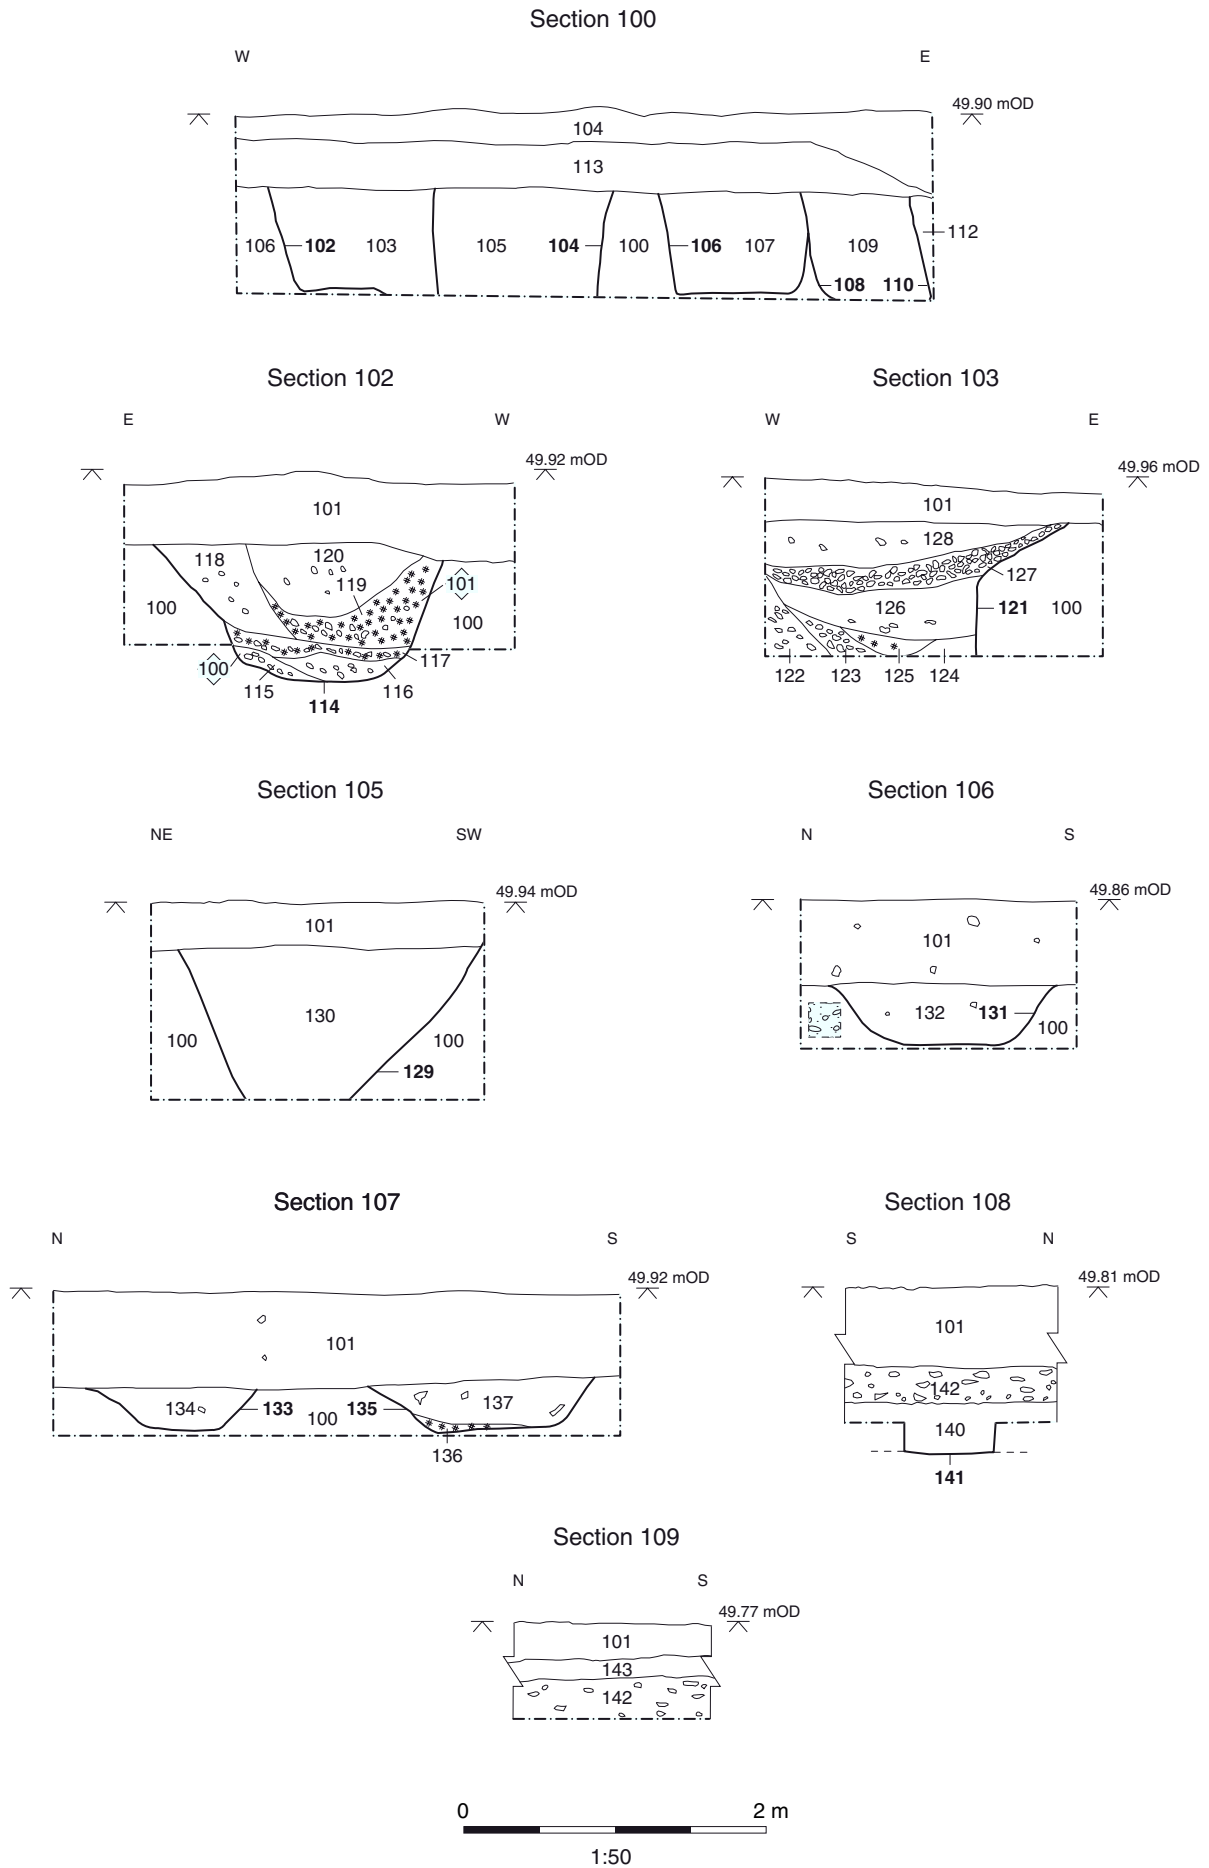 Section 100
W E
49.90 mOD
104
113
106 102 103 105 104 100 106 107 109 112
108 110
Section 102 Section 103
E W W E
49.92 mOD 49.96 mOD
101 101
118 120 128
119 101 127
100 100 126 121 100
100 117
115 116 122 123 125 124
114
Section 105 Section 106
NE SW N S
49.94 mOD 49.86 mOD
101 101
130 132 131
100 100 100
129
Section 107 Section 108
N S S N
49.92 mOD 49.81 mOD
101 101
134 133 100 135 137 142
136 140
141
Section 109
N S
49.77 mOD
101
143
142
0 2 m
1:50